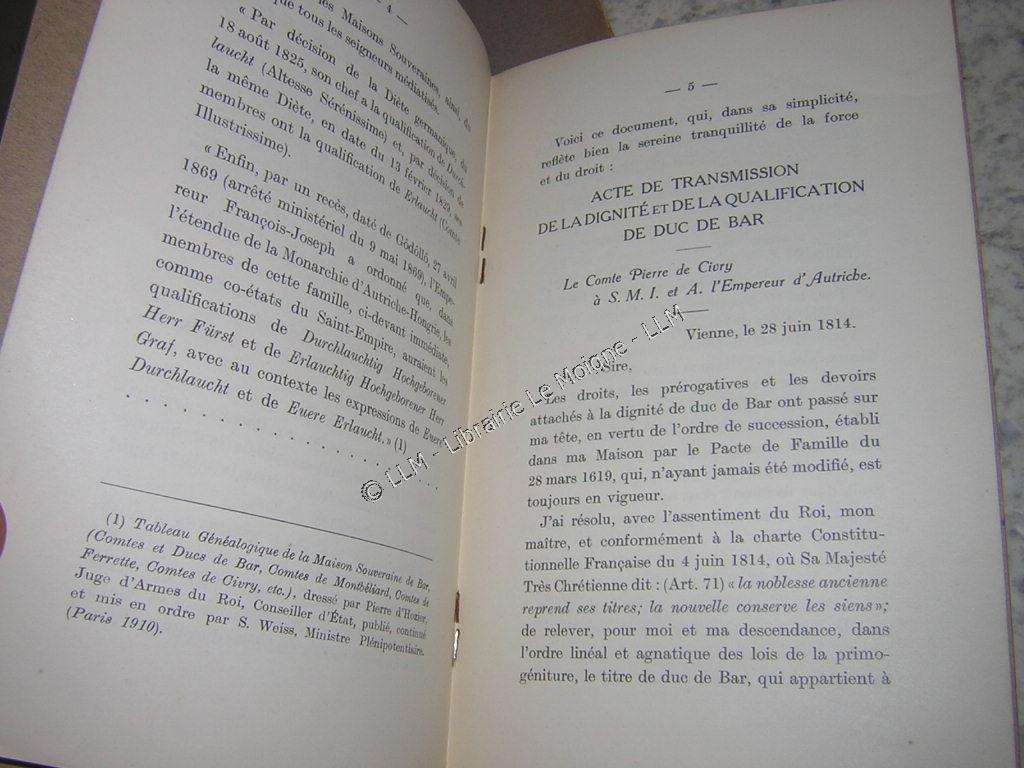 — 4 —
les Maisons Souveraines, ainsi,
que tous les seigneurs médiatisés.
« Par décision de la Diète germanique, du
18 août 1825, son chef a la qualification de Durch-
laucht (Altesse Sérénissime) et, par décision de
la même Diète, en date du 13 février 1829, ses
membres ont la qualification de Erlaucht (Comte
Illustrissime).
« Enfin, par un recès, daté de Gödöllö, 27 avril
1869 (arrêté ministériel du 9 mai 1869), l'Empe-
reur François-Joseph a ordonné que, dans
l'étendue de la Monarchie d'Autriche-Hongrie, les
membres de cette famille, ci-devant immédiate,
comme co-états du Saint-Empire, auraient les
qualifications de Durchlauchtig Hochgeborener
Herr Fürst et de Erlauchtig Hochgeborener Herr
Graf, avec au contexte les expressions de Euere
Durchlaucht et de Euere Erlaucht. » (1)
. . . . . . . . . . . . . . . . .
(1) Tableau Généalogique de la Maison Souveraine de Bar,
(Comtes et Ducs de Bar, Comtes de Montbéliard, Comtes de
Ferrette, Comtes de Civry, etc.), dressé par Pierre d'Hozier,
Juge d'Armes du Roi, Conseiller d'État, publié, continué
et mis en ordre par S. Weiss, Ministre Plénipotentiaire.
(Paris 1910).
— 5 —
Voici ce document, qui, dans sa simplicité,
reflète bien la sereine tranquillité de la force
et du droit :
ACTE DE TRANSMISSION
DE LA DIGNITÉ ET DE LA QUALIFICATION
DE DUC DE BAR
Le Comte Pierre de Civry
à S. M. I. et A. l'Empereur d'Autriche.
Vienne, le 28 juin 1814.
Sire,
Les droits, les prérogatives et les devoirs
attachés à la dignité de duc de Bar ont passé sur
ma tête, en vertu de l'ordre de succession, établi
dans ma Maison par le Pacte de Famille du
28 mars 1619, qui, n'ayant jamais été modifié, est
toujours en vigueur.
J'ai résolu, avec l'assentiment du Roi, mon
maître, et conformément à la charte Constitu-
tionnelle Française du 4 juin 1814, où Sa Majesté
Très Chrétienne dit : (Art. 71) « la noblesse ancienne
reprend ses titres; la nouvelle conserve les siens »;
de relever, pour moi et ma descendance, dans
l'ordre linéal et agnatique des lois de la primo-
géniture, le titre de duc de Bar, qui appartient à
© LLM - Librairie Le Moigne - LLM